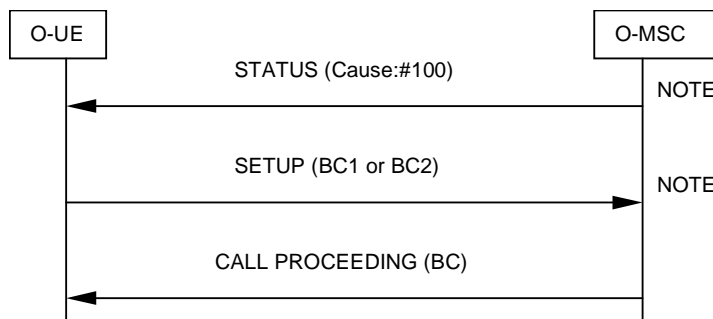 O-UE
O-MSC
STATUS (Cause:#100)
NOTE
SETUP (BC1 or BC2)
NOTE
CALL PROCEEDING (BC)